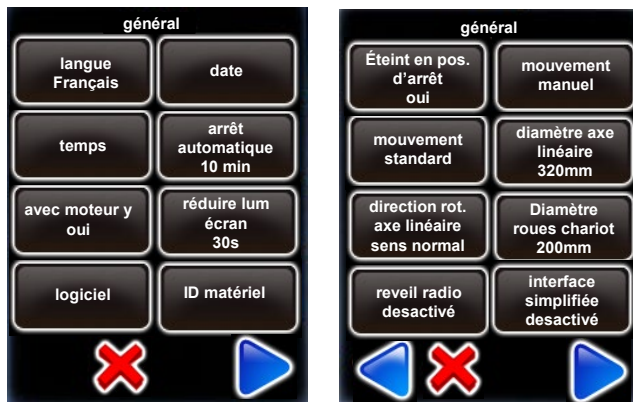 général
langue
Français
date
temps
arrêt
automatique
10 min
avec moteur y
oui
réduire lum
écran
30s
logiciel
ID matériel
général
Éteint en pos.
d'arrêt
oui
mouvement
manuel
mouvement
standard
diamètre axe
linéaire
320mm
direction rot.
axe linéaire
sens normal
Diamètre
roues chariot
200mm
reveil radio
desactivé
interface
simplifiée
desactivé